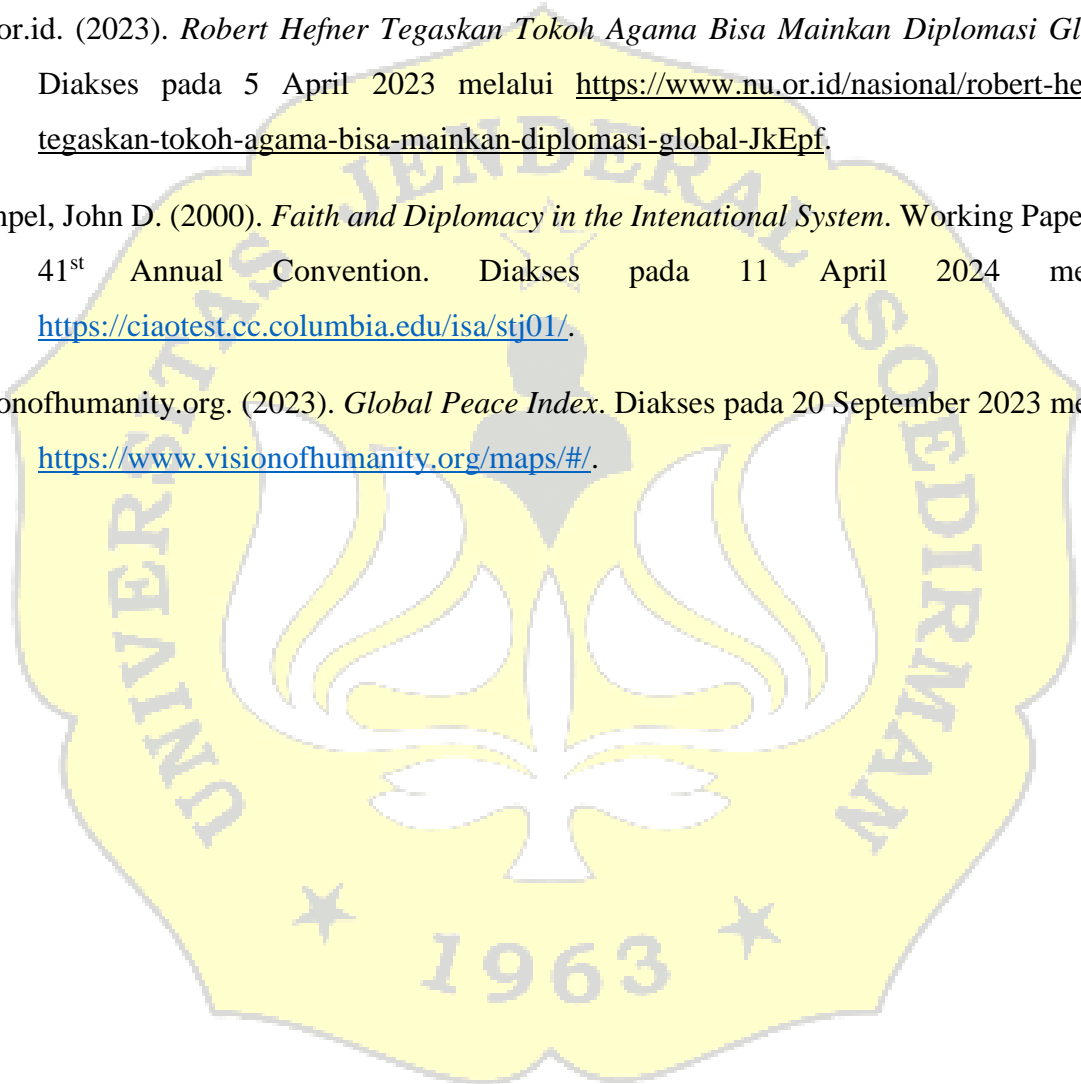 or.id. (2023). Robert Hefner Tegaskan Tokoh Agama Bisa Mainkan Diplomasi Gl
Diakses pada 5 April 2023 melalui https://www.nu.or.id/nasional/robert-he
tegaskan-tokoh-agama-bisa-mainkan-diplomasi-global-JkEpf.
npel, John D. (2000). Faith and Diplomacy in the Intenational System. Working Pape
41st Annual Convention. Diakses pada 11 April 2024 me
https://ciaotest.cc.columbia.edu/isa/stj01/.
onofhumanity.org. (2023). Global Peace Index. Diakses pada 20 September 2023 me
https://www.visionofhumanity.org/maps/#/.
UNIVERSITAS JENDERAL SOEDIRMAN
1963